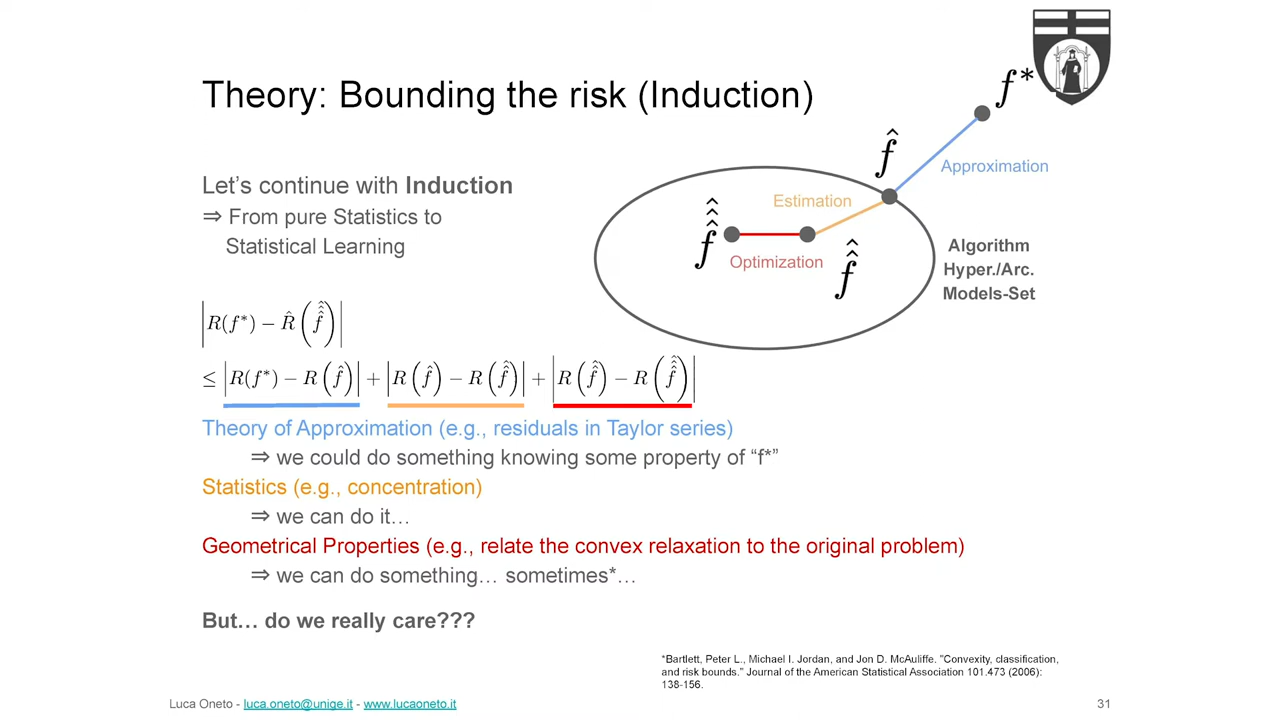 Theory: Bounding the risk (Induction)
f*
f̂
Approximation
Estimation
f̂̂̂
Optimization
f̂̂
Algorithm
Hyper./Arc.
Models-Set
Let's continue with Induction
⇒ From pure Statistics to
Statistical Learning
|R(f*) − R̂(f̂̂̂)|
≤ |R(f*) − R(f̂)| + |R(f̂) − R(f̂̂)| + |R(f̂̂) − R(f̂̂̂)|
Theory of Approximation (e.g., residuals in Taylor series)
⇒ we could do something knowing some property of “f*”
Statistics (e.g., concentration)
⇒ we can do it…
Geometrical Properties (e.g., relate the convex relaxation to the original problem)
⇒ we can do something… sometimes*…
But… do we really care???
*Bartlett, Peter L., Michael I. Jordan, and Jon D. McAuliffe. "Convexity, classification,
and risk bounds." Journal of the American Statistical Association 101.473 (2006):
138-156.
Luca Oneto - luca.oneto@unige.it - www.lucaoneto.it
31